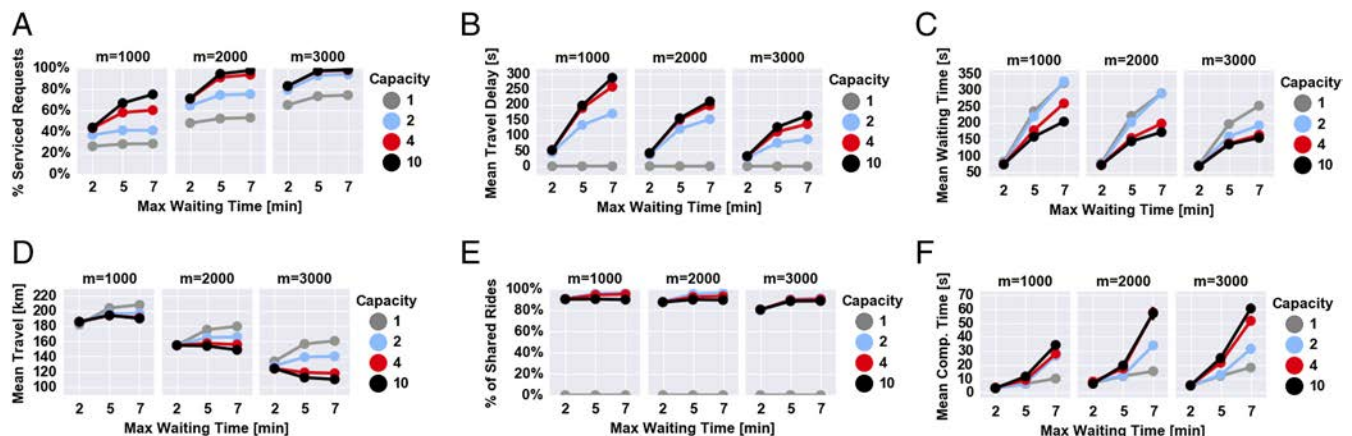 A
m=1000 m=2000 m=3000
% Serviced Requests
100%
80%
60%
40%
20%
0%
2 5 7 2 5 7 2 5 7
Max Waiting Time [min]
Capacity
1
2
4
10
B
m=1000 m=2000 m=3000
Mean Travel Delay [s]
300
250
200
150
100
50
0
2 5 7 2 5 7 2 5 7
Max Waiting Time [min]
Capacity
1
2
4
10
C
m=1000 m=2000 m=3000
Mean Waiting Time [s]
350
300
250
200
150
100
50
2 5 7 2 5 7 2 5 7
Max Waiting Time [min]
Capacity
1
2
4
10
D
m=1000 m=2000 m=3000
Mean Travel [km]
220
200
180
160
140
120
100
2 5 7 2 5 7 2 5 7
Max Waiting Time [min]
Capacity
1
2
4
10
E
m=1000 m=2000 m=3000
% of Shared Rides
100%
80%
60%
40%
20%
0%
2 5 7 2 5 7 2 5 7
Max Waiting Time [min]
Capacity
1
2
4
10
F
m=1000 m=2000 m=3000
Mean Comp. Time [s]
70
60
50
40
30
20
10
0
2 5 7 2 5 7 2 5 7
Max Waiting Time [min]
Capacity
1
2
4
10